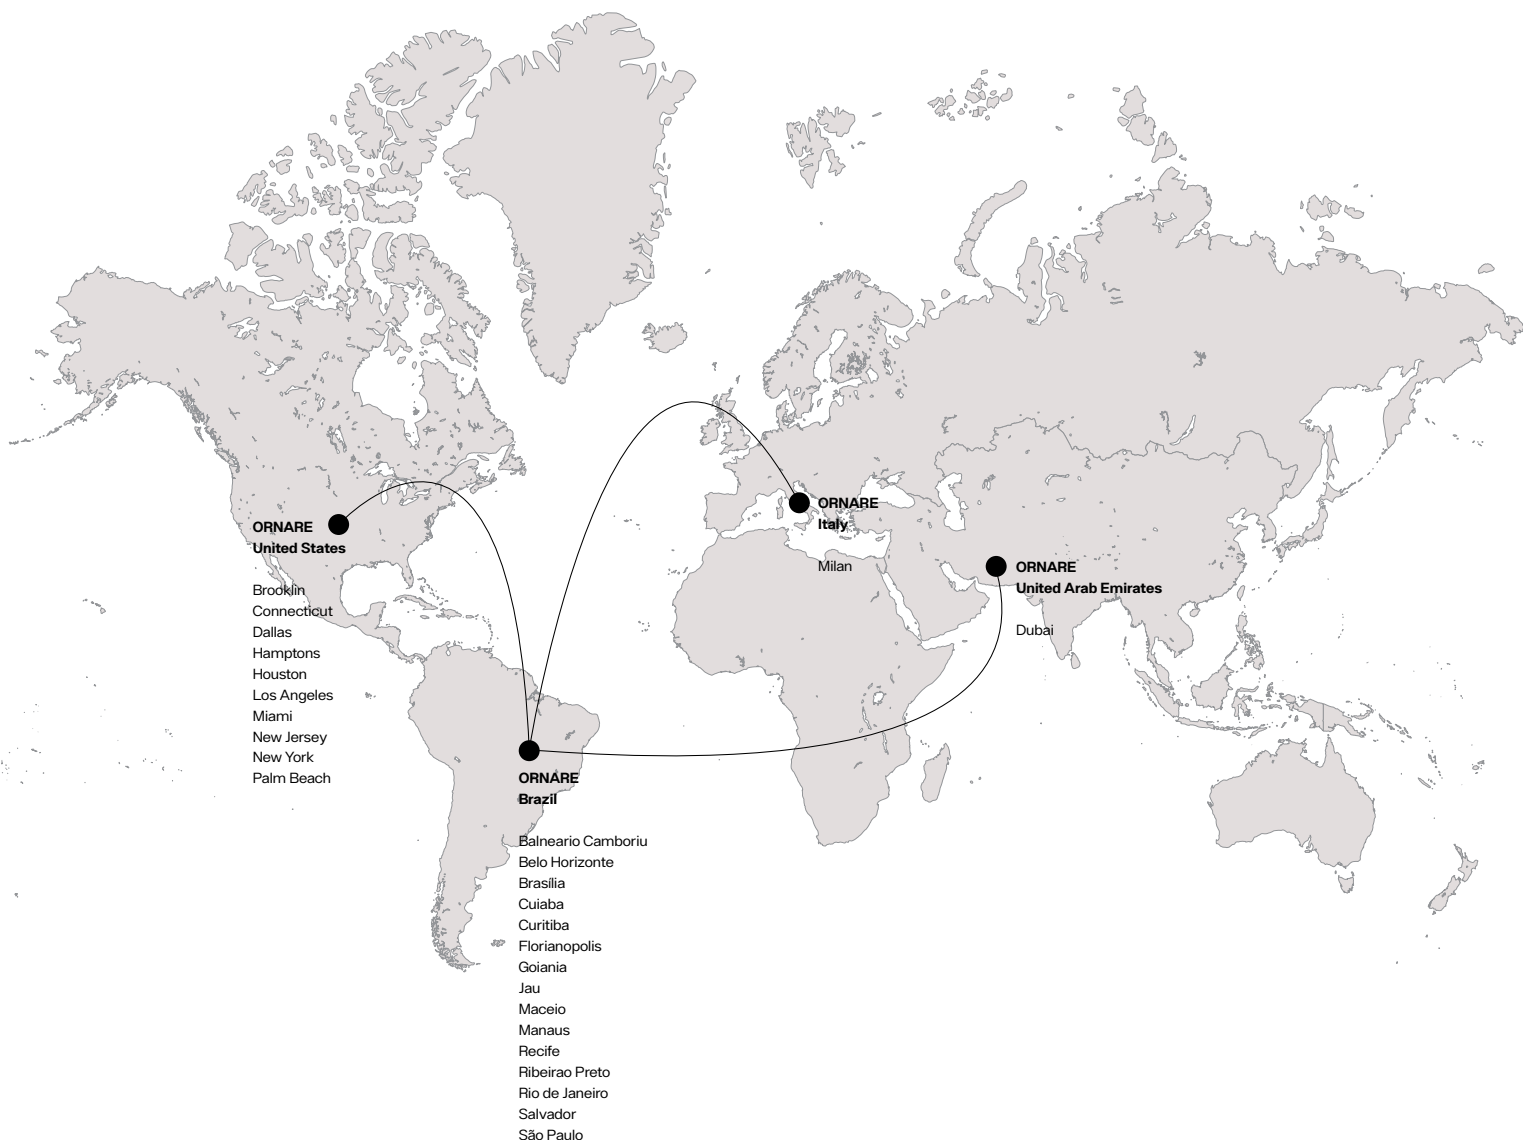 ORNARE
United States
Brooklin
Connecticut
Dallas
Hamptons
Houston
Los Angeles
Miami
New Jersey
New York
Palm Beach
ORNARE
Italy
Milan
ORNARE
United Arab Emirates
Dubai
ORNARE
Brazil
Balneario Camboriu
Belo Horizonte
Brasília
Cuiaba
Curitiba
Florianopolis
Goiania
Jau
Maceio
Manaus
Recife
Ribeirao Preto
Rio de Janeiro
Salvador
São Paulo